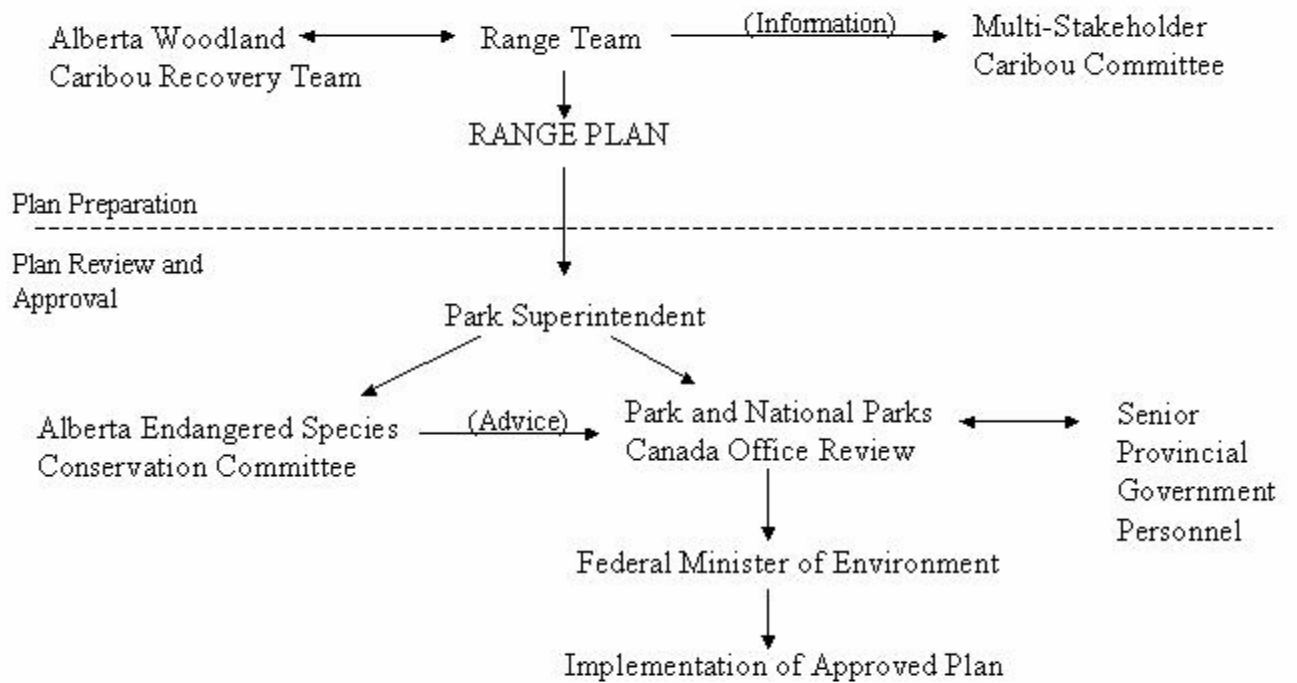 Alberta Woodland
Caribou Recovery Team
Range Team
(Information)
Multi-Stakeholder
Caribou Committee
RANGE PLAN
Plan Preparation
Plan Review and
Approval
Park Superintendent
Alberta Endangered Species
Conservation Committee
(Advice)
Park and National Parks
Canada Office Review
Senior
Provincial
Government
Personnel
Federal Minister of Environment
Implementation of Approved Plan